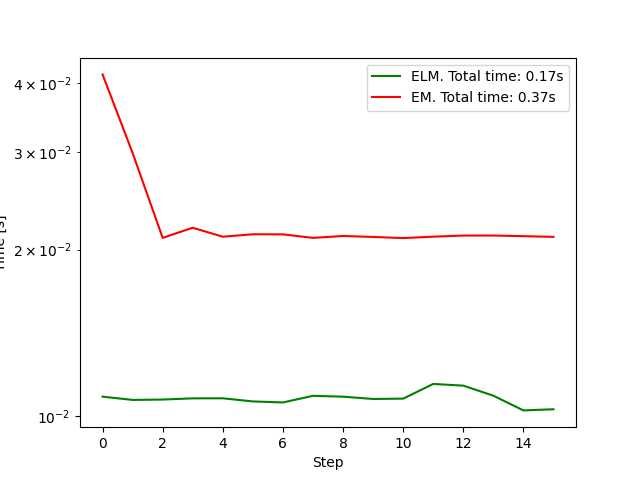 ELM. Total time: 0.17s
EM. Total time: 0.37s
4 × 10⁻²
3 × 10⁻²
2 × 10⁻²
10⁻²
0 2 4 6 8 10 12 14
Step